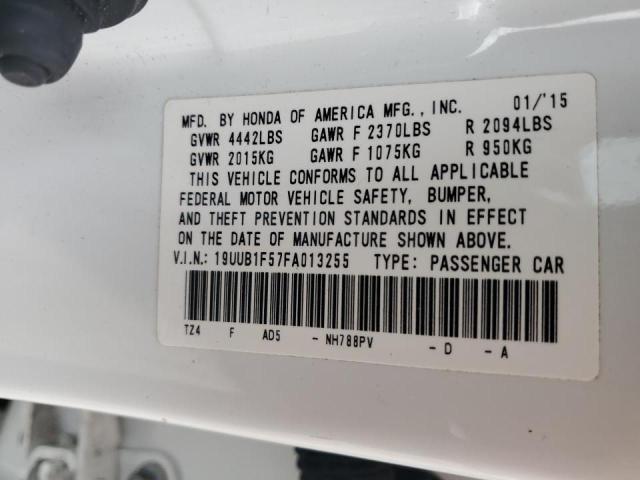 MFD. BY HONDA OF AMERICA MFG., INC. 01/'15
GVWR 4442LBS GAWR F 2370LBS R 2094LBS
GVWR 2015KG GAWR F 1075KG R 950KG
THIS VEHICLE CONFORMS TO ALL APPLICABLE
FEDERAL MOTOR VEHICLE SAFETY, BUMPER,
AND THEFT PREVENTION STANDARDS IN EFFECT
ON THE DATE OF MANUFACTURE SHOWN ABOVE.
V.I.N.: 19UUB1F57FA013255 TYPE: PASSENGER CAR
TZ4 F AD5 - NH788PV - D - A